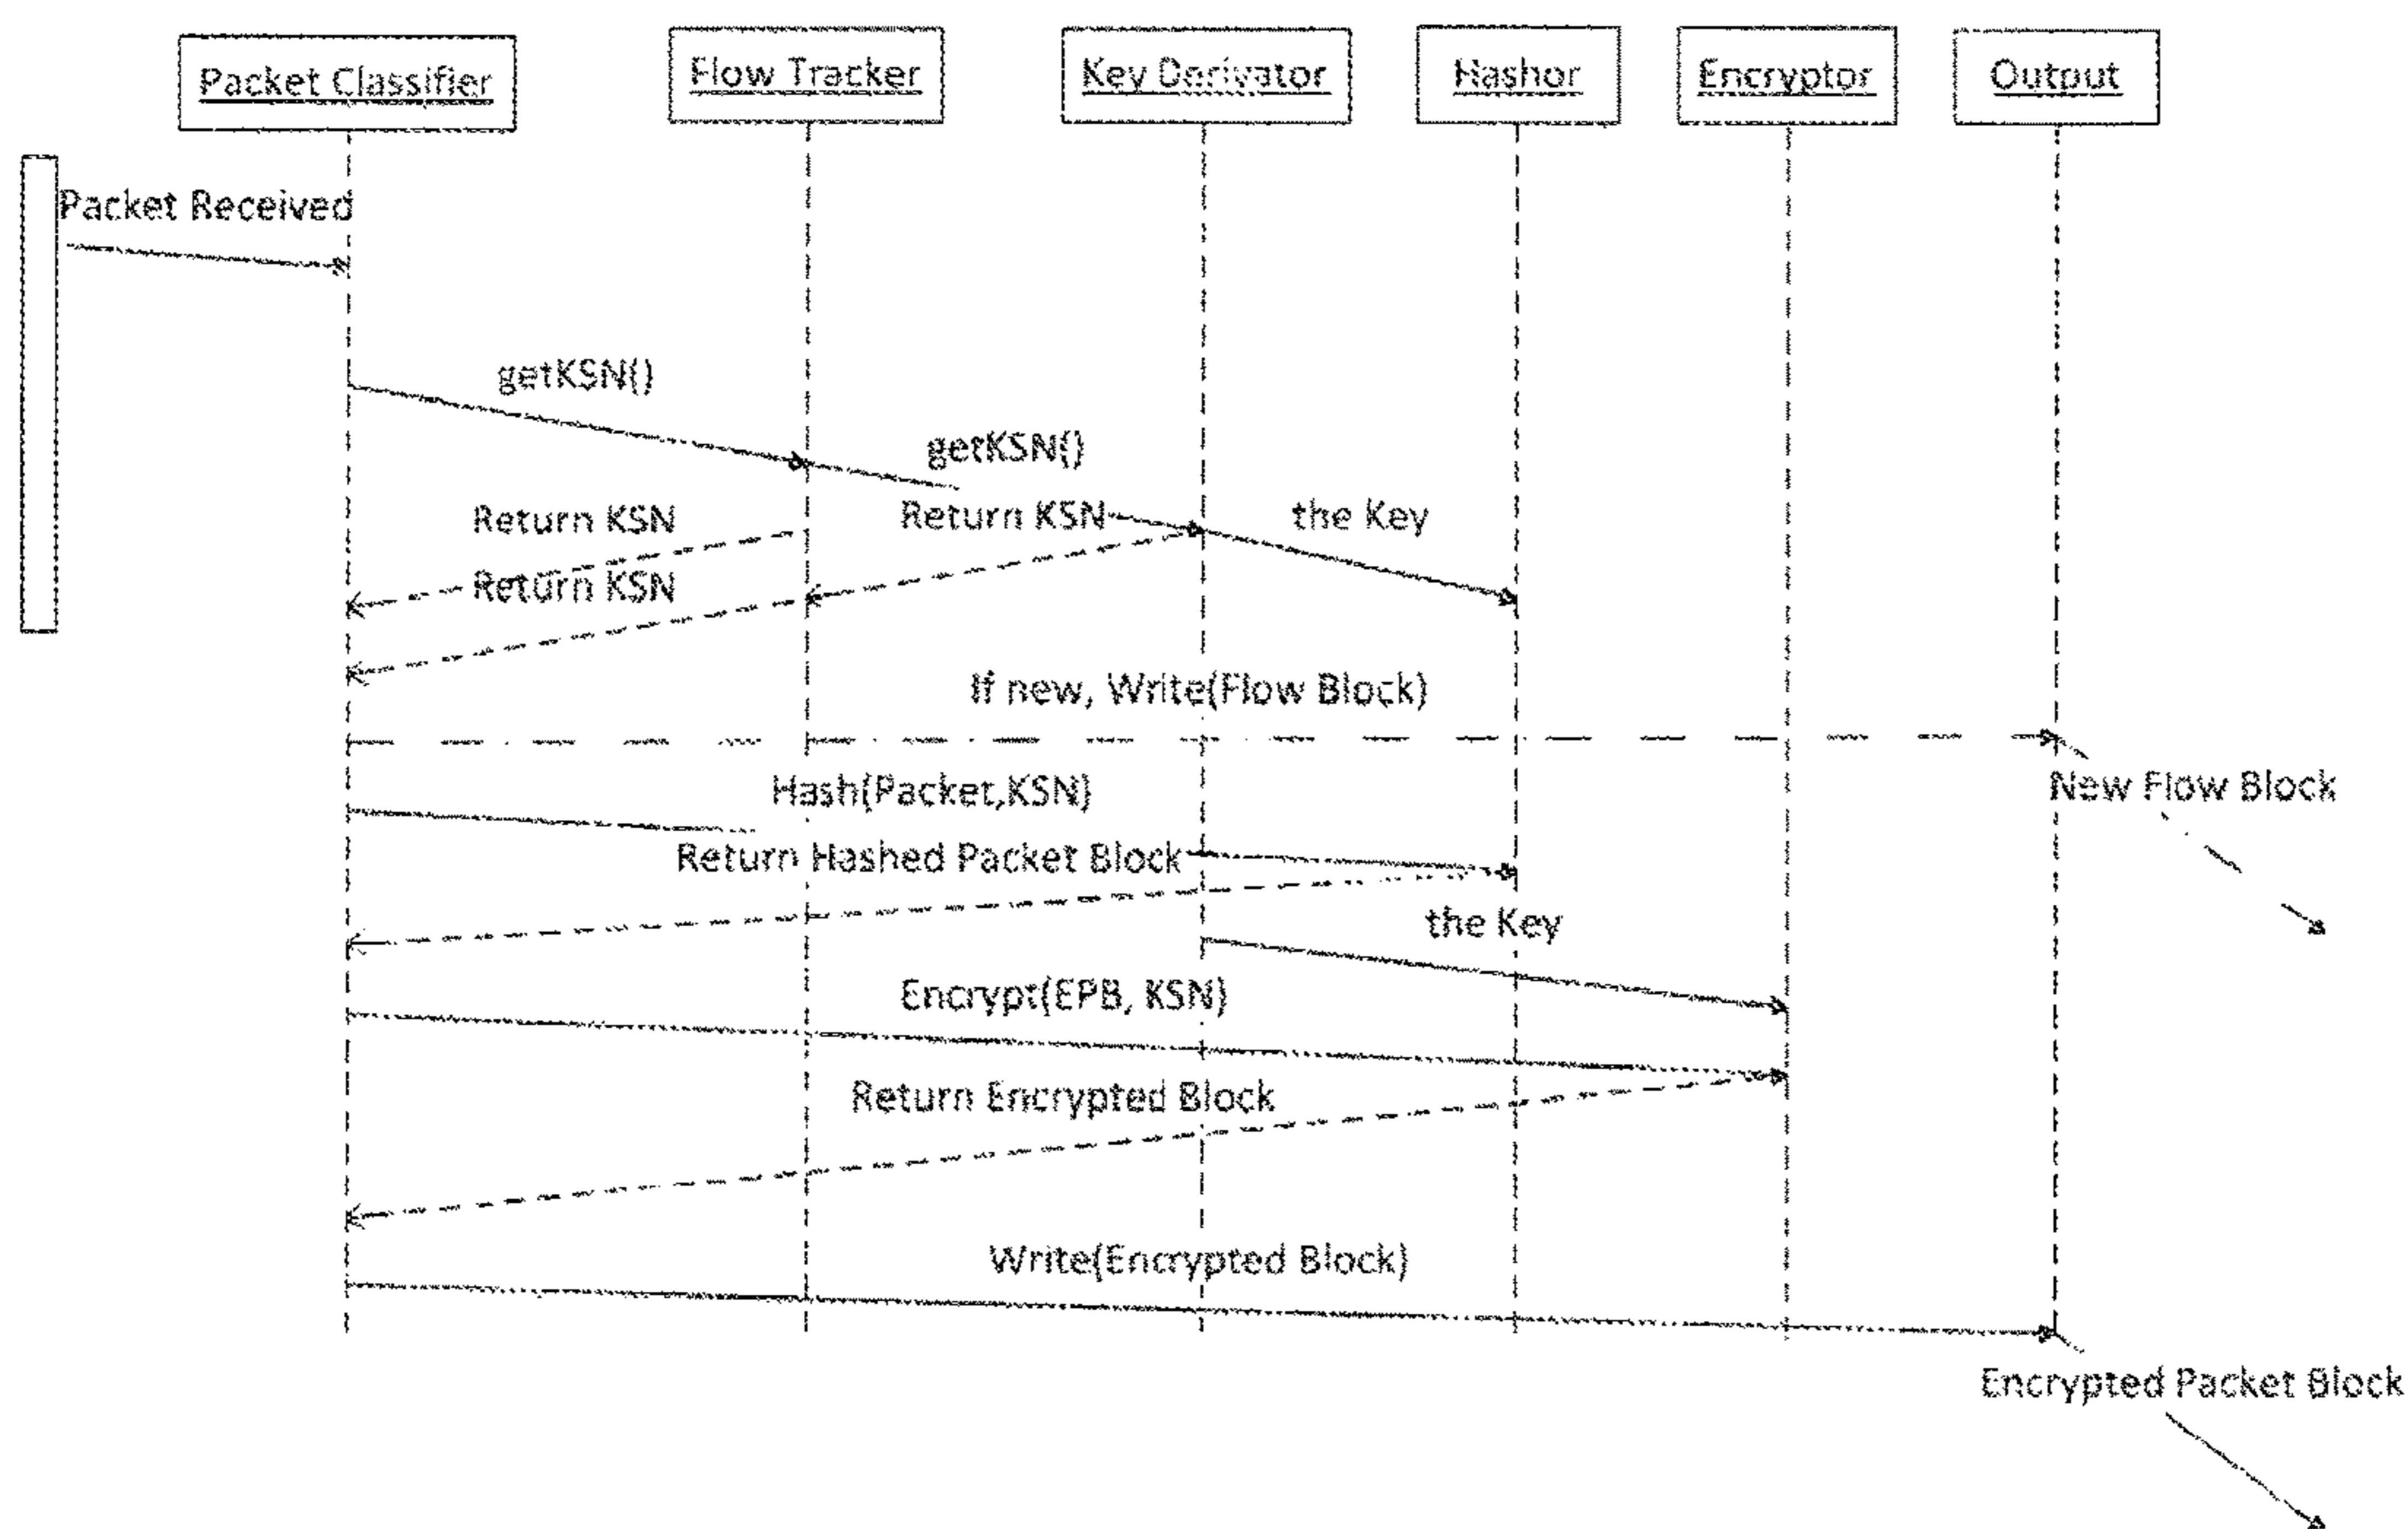 Packet Classifier
Flow Tracker
Key Derivator
Hashor
Encryptor
Output
Packet Received
getKSN()
getKSN()
Return KSN
Return KSN
the Key
Return KSN
If new, Write(Flow Block)
Hash(Packet,KSN)
New Flow Block
Return Hashed Packet Block
the Key
Encrypt(EPB, KSN)
Return Encrypted Block
Write(Encrypted Block)
Encrypted Packet Block